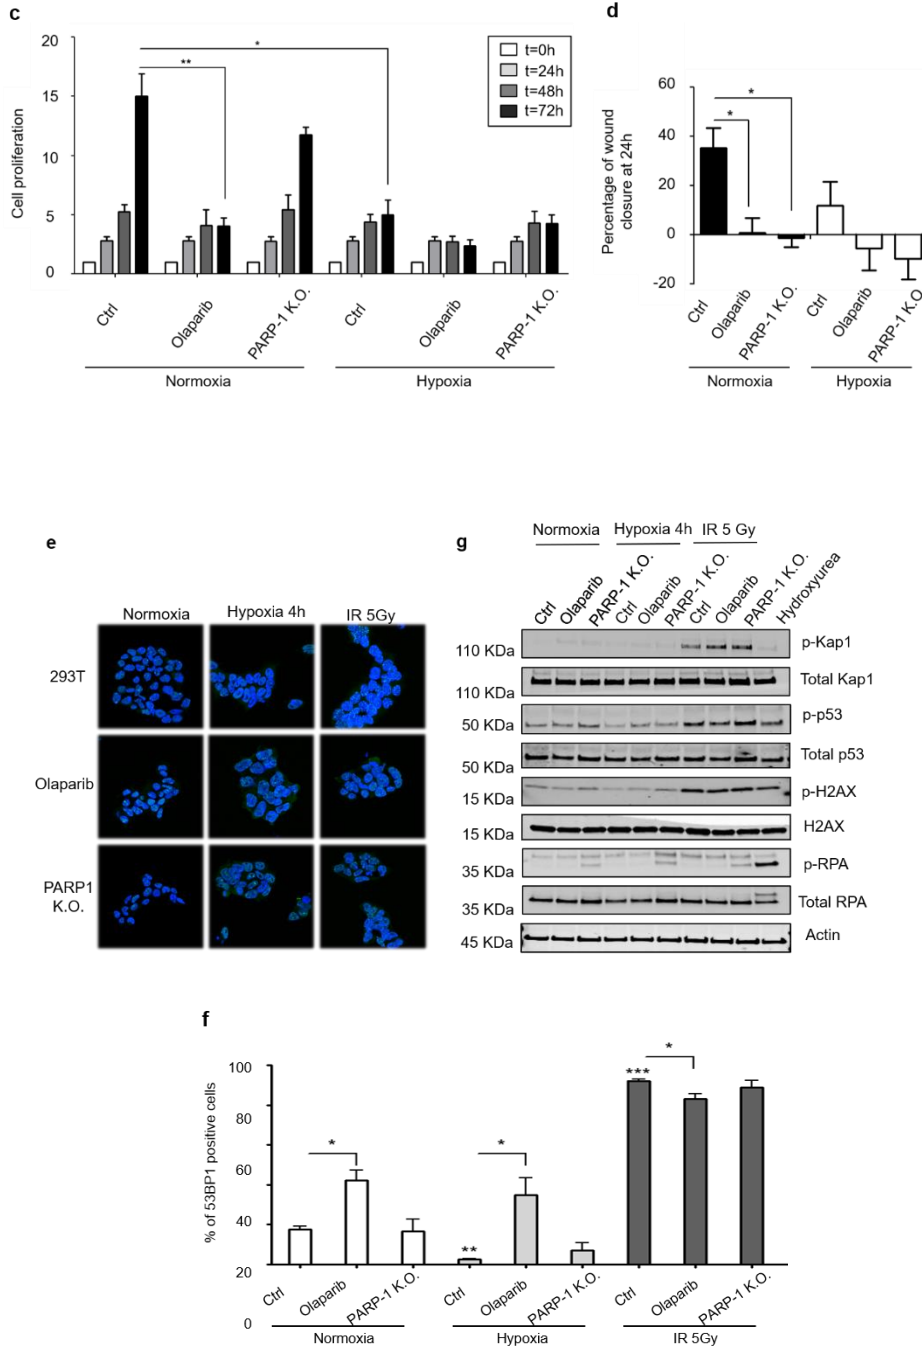 c
20
15
10
5
0
Cell proliferation
*
**
t=0h
t=24h
t=48h
t=72h
Ctrl
Olaparib
PARP-1 K.O.
Ctrl
Olaparib
PARP-1 K.O.
Normoxia
Hypoxia
d
60
40
20
0
-20
Percentage of wound
closure at 24h
*
*
Ctrl
Olaparib
PARP-1 K.O.
Ctrl
Olaparib
PARP-1 K.O.
Normoxia
Hypoxia
e
Normoxia
Hypoxia 4h
IR 5Gy
293T
Olaparib
PARP1
K.O.
g
Normoxia
Hypoxia 4h
IR 5 Gy
Ctrl
Olaparib
PARP-1 K.O.
Ctrl
Olaparib
PARP-1 K.O.
Ctrl
Olaparib
PARP-1 K.O.
Hydroxyurea
110 KDa
p-Kap1
110 KDa
Total Kap1
50 KDa
p-p53
50 KDa
Total p53
15 KDa
p-H2AX
15 KDa
H2AX
35 KDa
p-RPA
35 KDa
Total RPA
45 KDa
Actin
f
100
80
60
40
20
0
% of 53BP1 positive cells
*
**
*
***
*
Ctrl
Olaparib
PARP-1 K.O.
Ctrl
Olaparib
PARP-1 K.O.
Ctrl
Olaparib
PARP-1 K.O.
Normoxia
Hypoxia
IR 5Gy